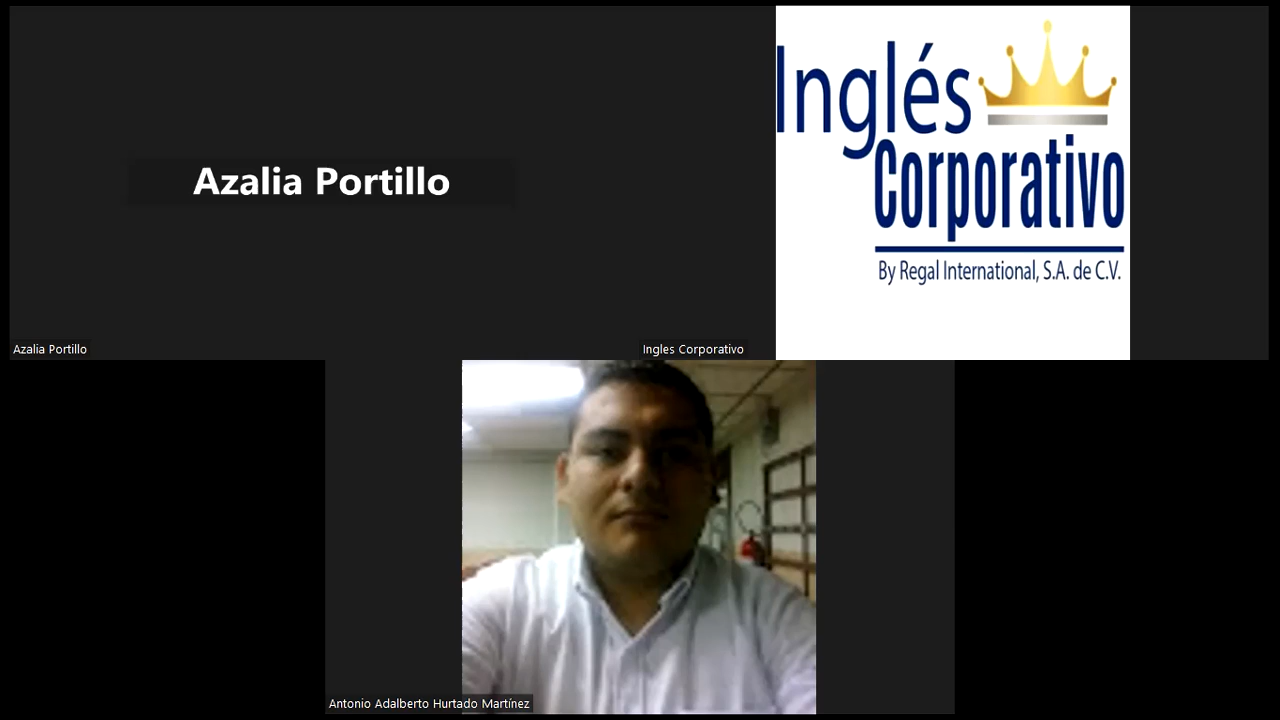 Azalia Portillo
Inglés
Corporativo
By Regal International, S.A. de C.V.
Azalia Portillo
Ingles Corporativo
Antonio Adalberto Hurtado Martínez